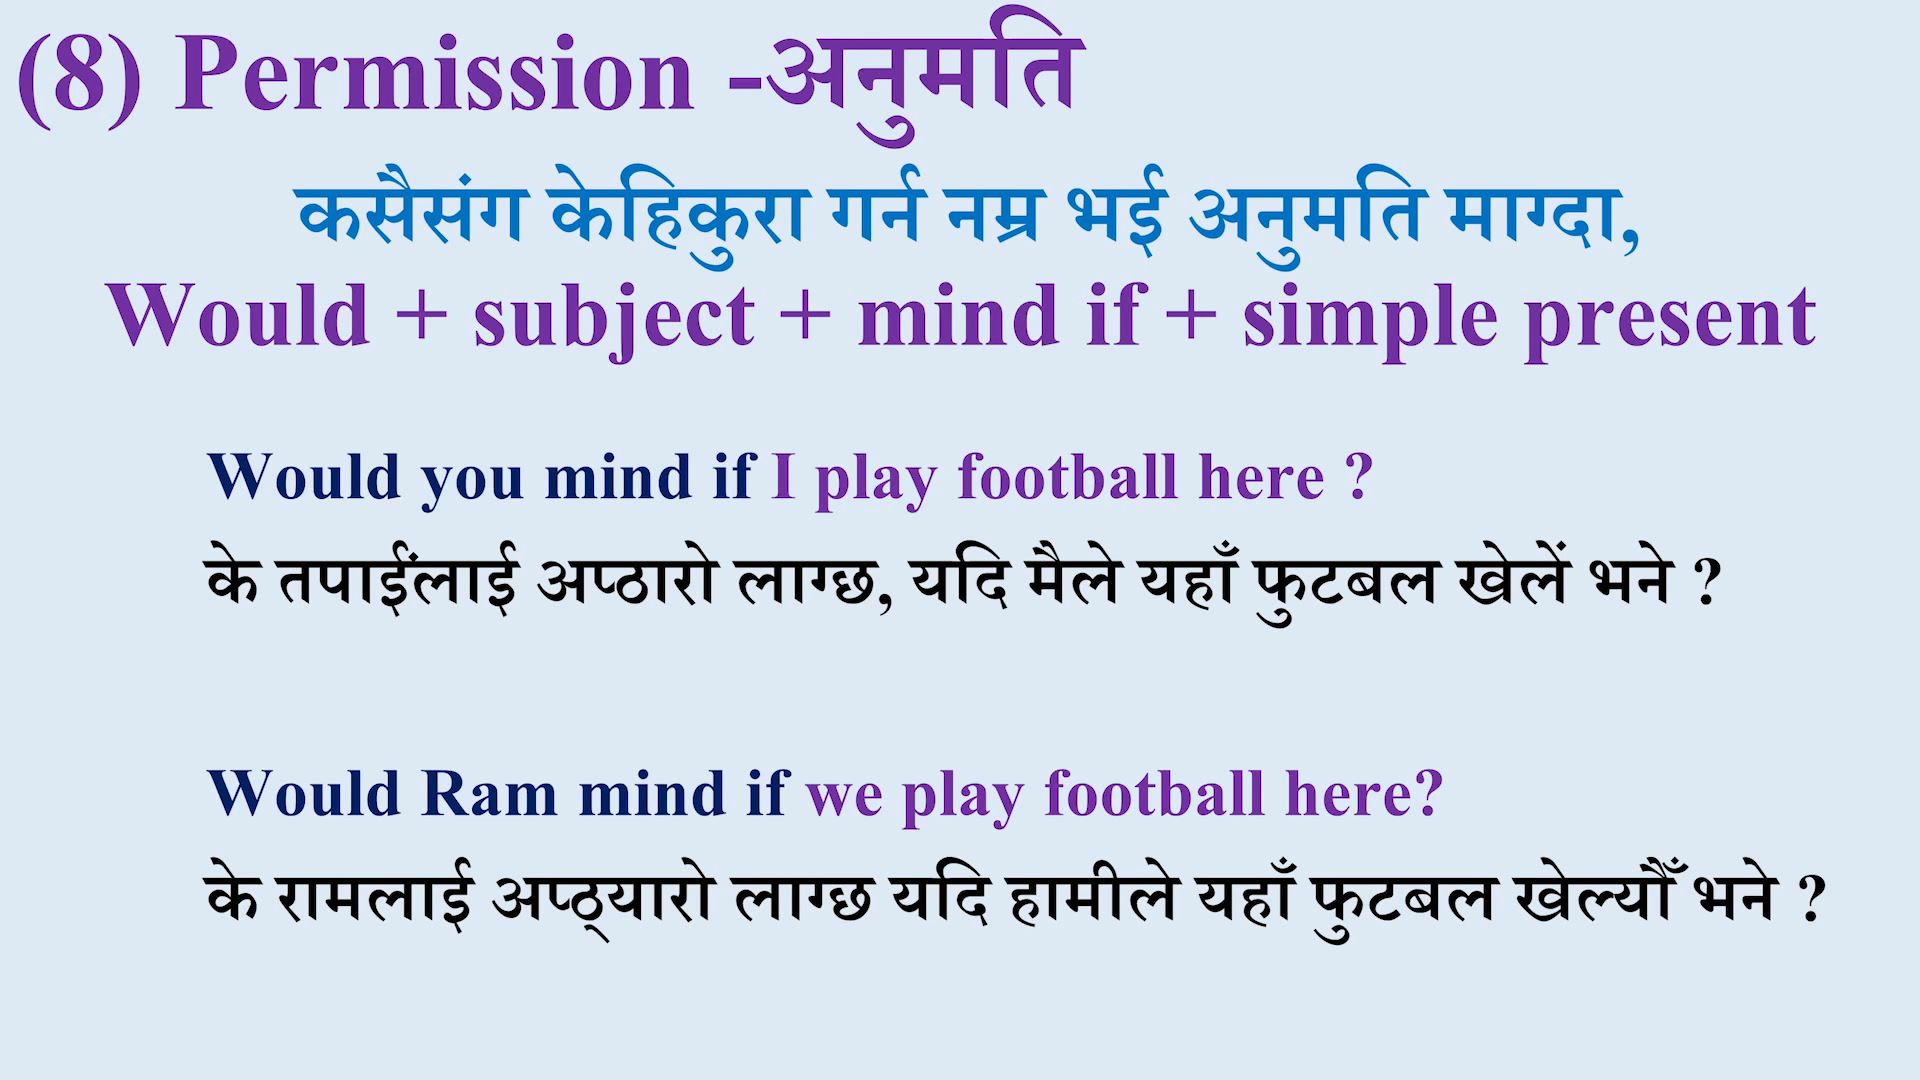 (8) Permission -अनुमति
कसैसंग केहिकुरा गर्न नम्र भई अनुमति माग्दा,
Would + subject + mind if + simple present
Would you mind if I play football here ?
के तपाईंलाई अप्ठारो लाग्छ, यदि मैले यहाँ फुटबल खेलें भने ?
Would Ram mind if we play football here?
के रामलाई अप्ठ्यारो लाग्छ यदि हामीले यहाँ फुटबल खेल्यौँ भने ?